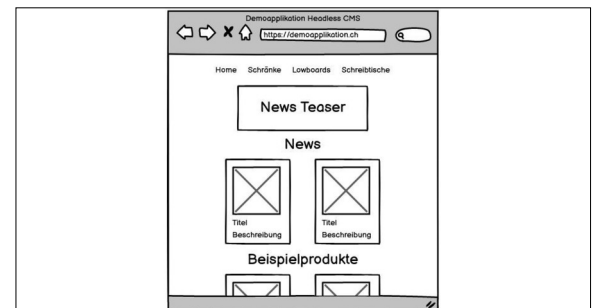 Demoapplikation Headless CMS
https://demoapplikation.ch
Home Schränke Lowboards Schreibtische
News Teaser
News
Titel
Beschreibung
Titel
Beschreibung
Beispielprodukte